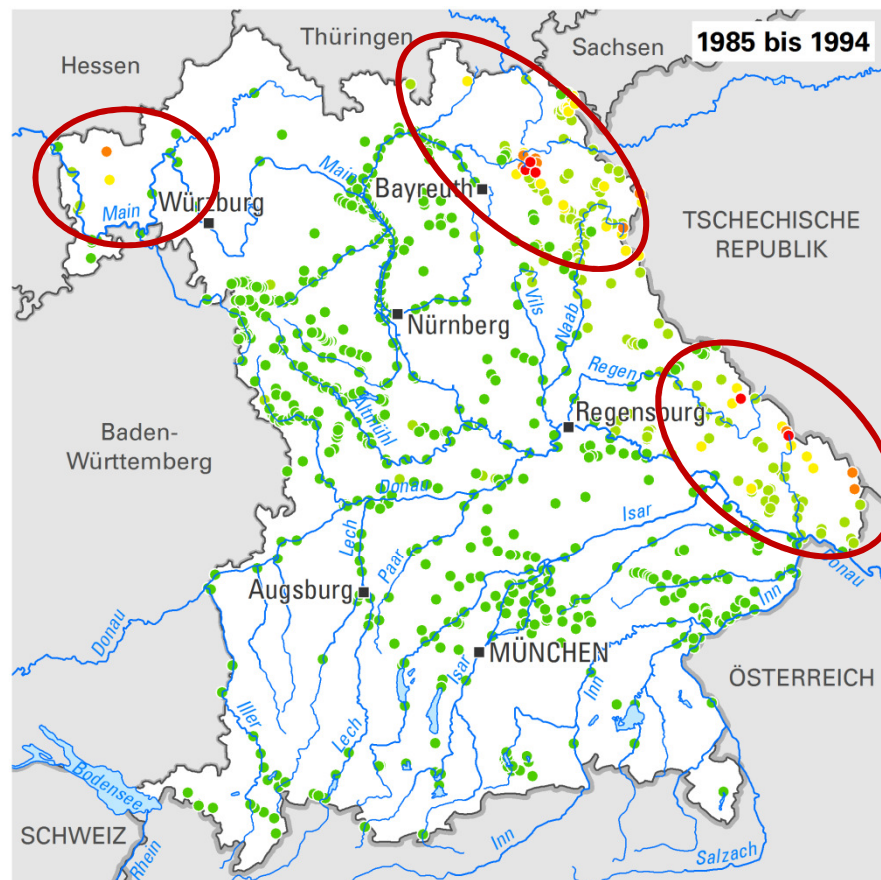 Thüringen
Sachsen
1985 bis 1994
Hessen
Main
Bayreuth
Main
Würzburg
TSCHECHISCHE
REPUBLIK
Vils
Naab
Nürnberg
Regen
Altmühl
Regensburg
Baden-
Württemberg
Donau
Isar
Lech
Paar
Donau
Augsburg
Inn
Donau
Isar
MÜNCHEN
Inn
ÖSTERREICH
Iller
Lech
Bodensee
SCHWEIZ
Rhein
Inn
Salzach